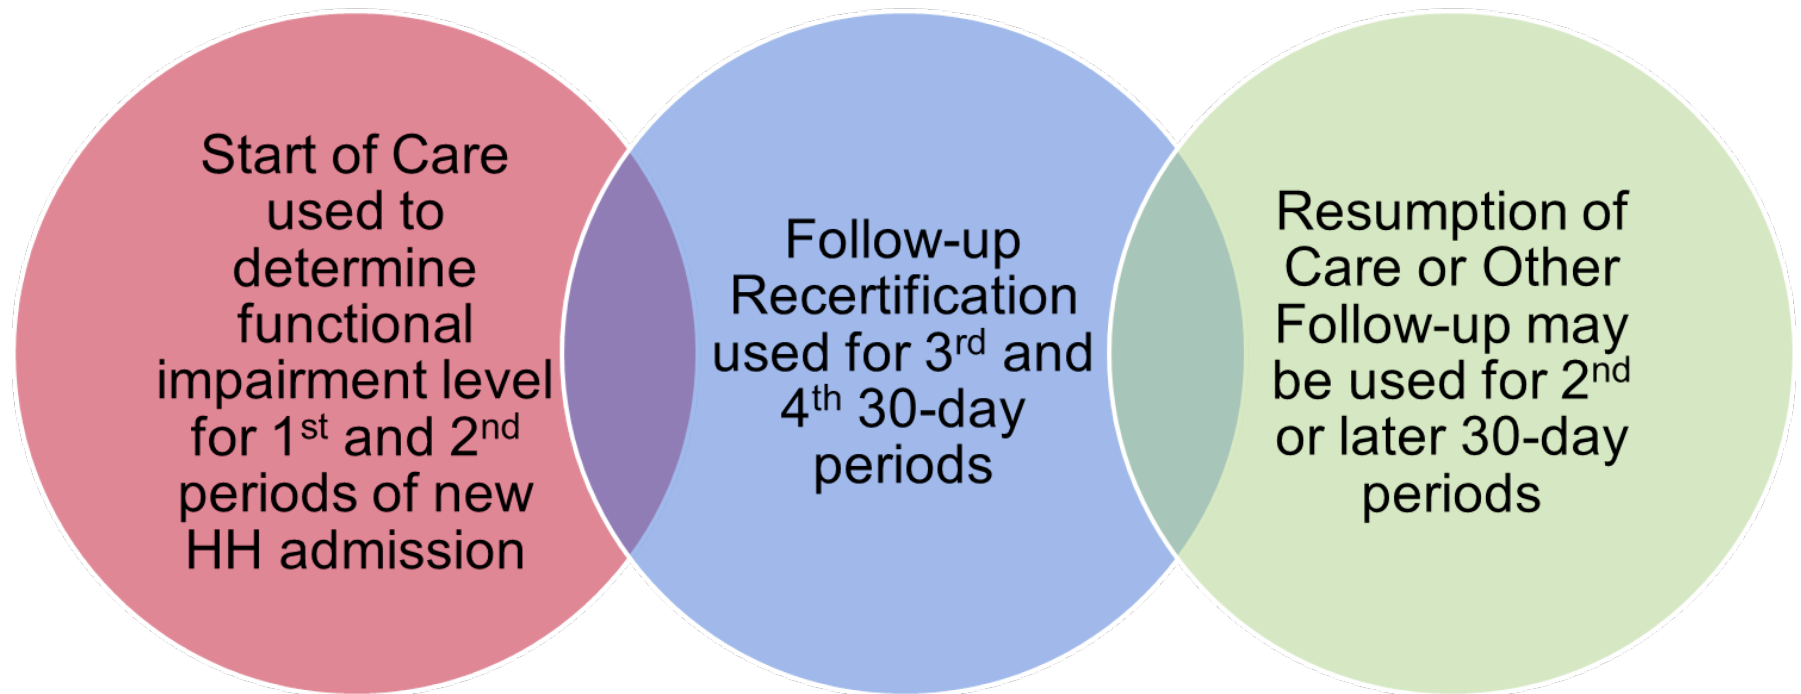 Start of Care
used to
determine
functional
impairment level
for 1st and 2nd
periods of new
HH admission
Follow-up
Recertification
used for 3rd and
4th 30-day
periods
Resumption of
Care or Other
Follow-up may
be used for 2nd
or later 30-day
periods